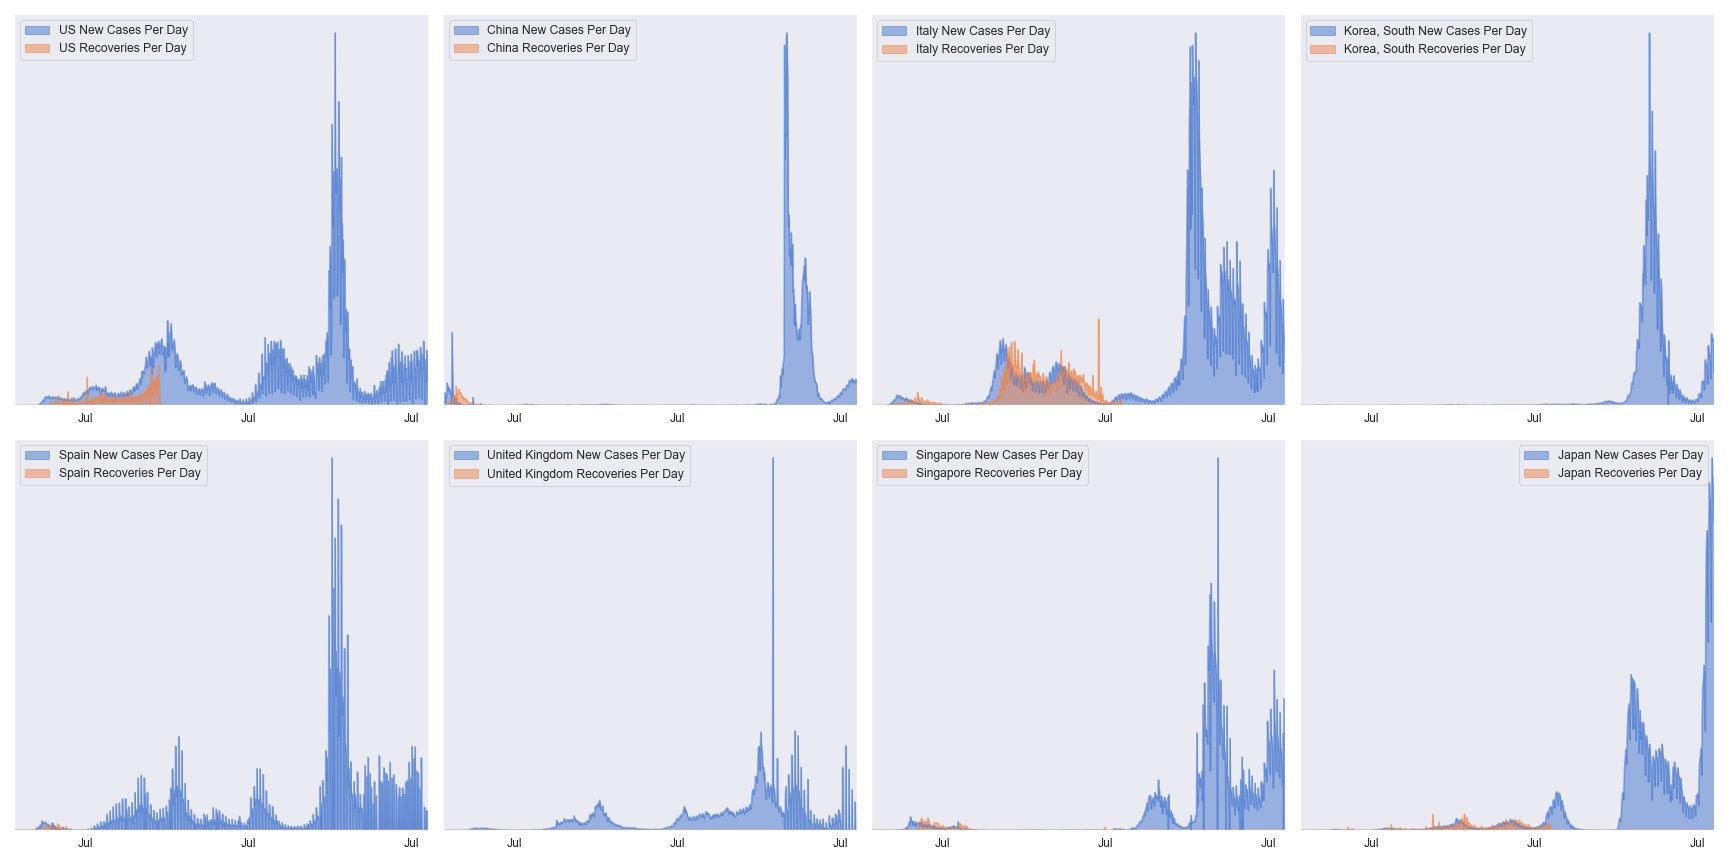 US New Cases Per Day
US Recoveries Per Day
Jul Jul Jul
China New Cases Per Day
China Recoveries Per Day
Jul Jul Jul
Italy New Cases Per Day
Italy Recoveries Per Day
Jul Jul Jul
Korea, South New Cases Per Day
Korea, South Recoveries Per Day
Jul Jul Jul
Spain New Cases Per Day
Spain Recoveries Per Day
Jul Jul Jul
United Kingdom New Cases Per Day
United Kingdom Recoveries Per Day
Jul Jul Jul
Singapore New Cases Per Day
Singapore Recoveries Per Day
Jul Jul Jul
Japan New Cases Per Day
Japan Recoveries Per Day
Jul Jul Jul